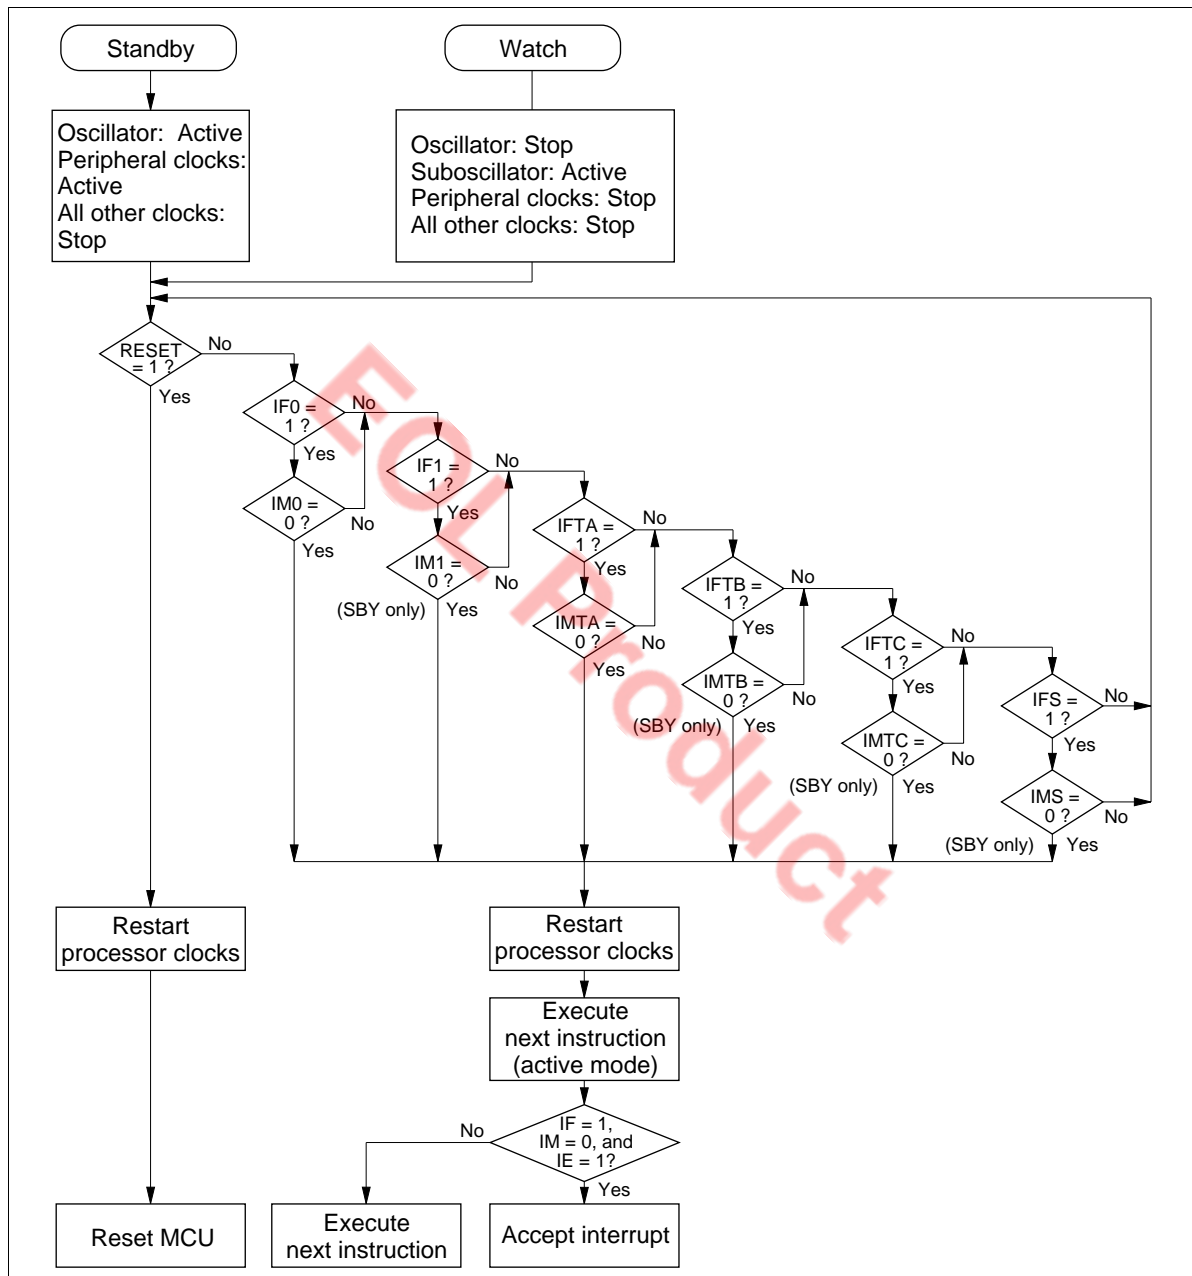 Standby
Watch
Oscillator: Active
Peripheral clocks:
Active
All other clocks:
Stop
Oscillator: Stop
Suboscillator: Active
Peripheral clocks: Stop
All other clocks: Stop
RESET
= 1 ?
No
Yes
IF0 =
1 ?
No
Yes
IM0 =
0 ?
No
Yes
IF1 =
1 ?
No
Yes
IM1 =
0 ?
No
(SBY only)
Yes
IFTA =
1 ?
No
Yes
IMTA =
0 ?
No
Yes
IFTB =
1 ?
No
Yes
IMTB =
0 ?
No
(SBY only)
Yes
IFTC =
1 ?
No
Yes
IMTC =
0 ?
No
(SBY only)
Yes
IFS =
1 ?
No
Yes
IMS =
0 ?
No
(SBY only)
Yes
EOL Product
Restart
processor clocks
Restart
processor clocks
Execute
next instruction
(active mode)
IF = 1,
IM = 0, and
IE = 1?
No
Yes
Reset MCU
Execute
next instruction
Accept interrupt